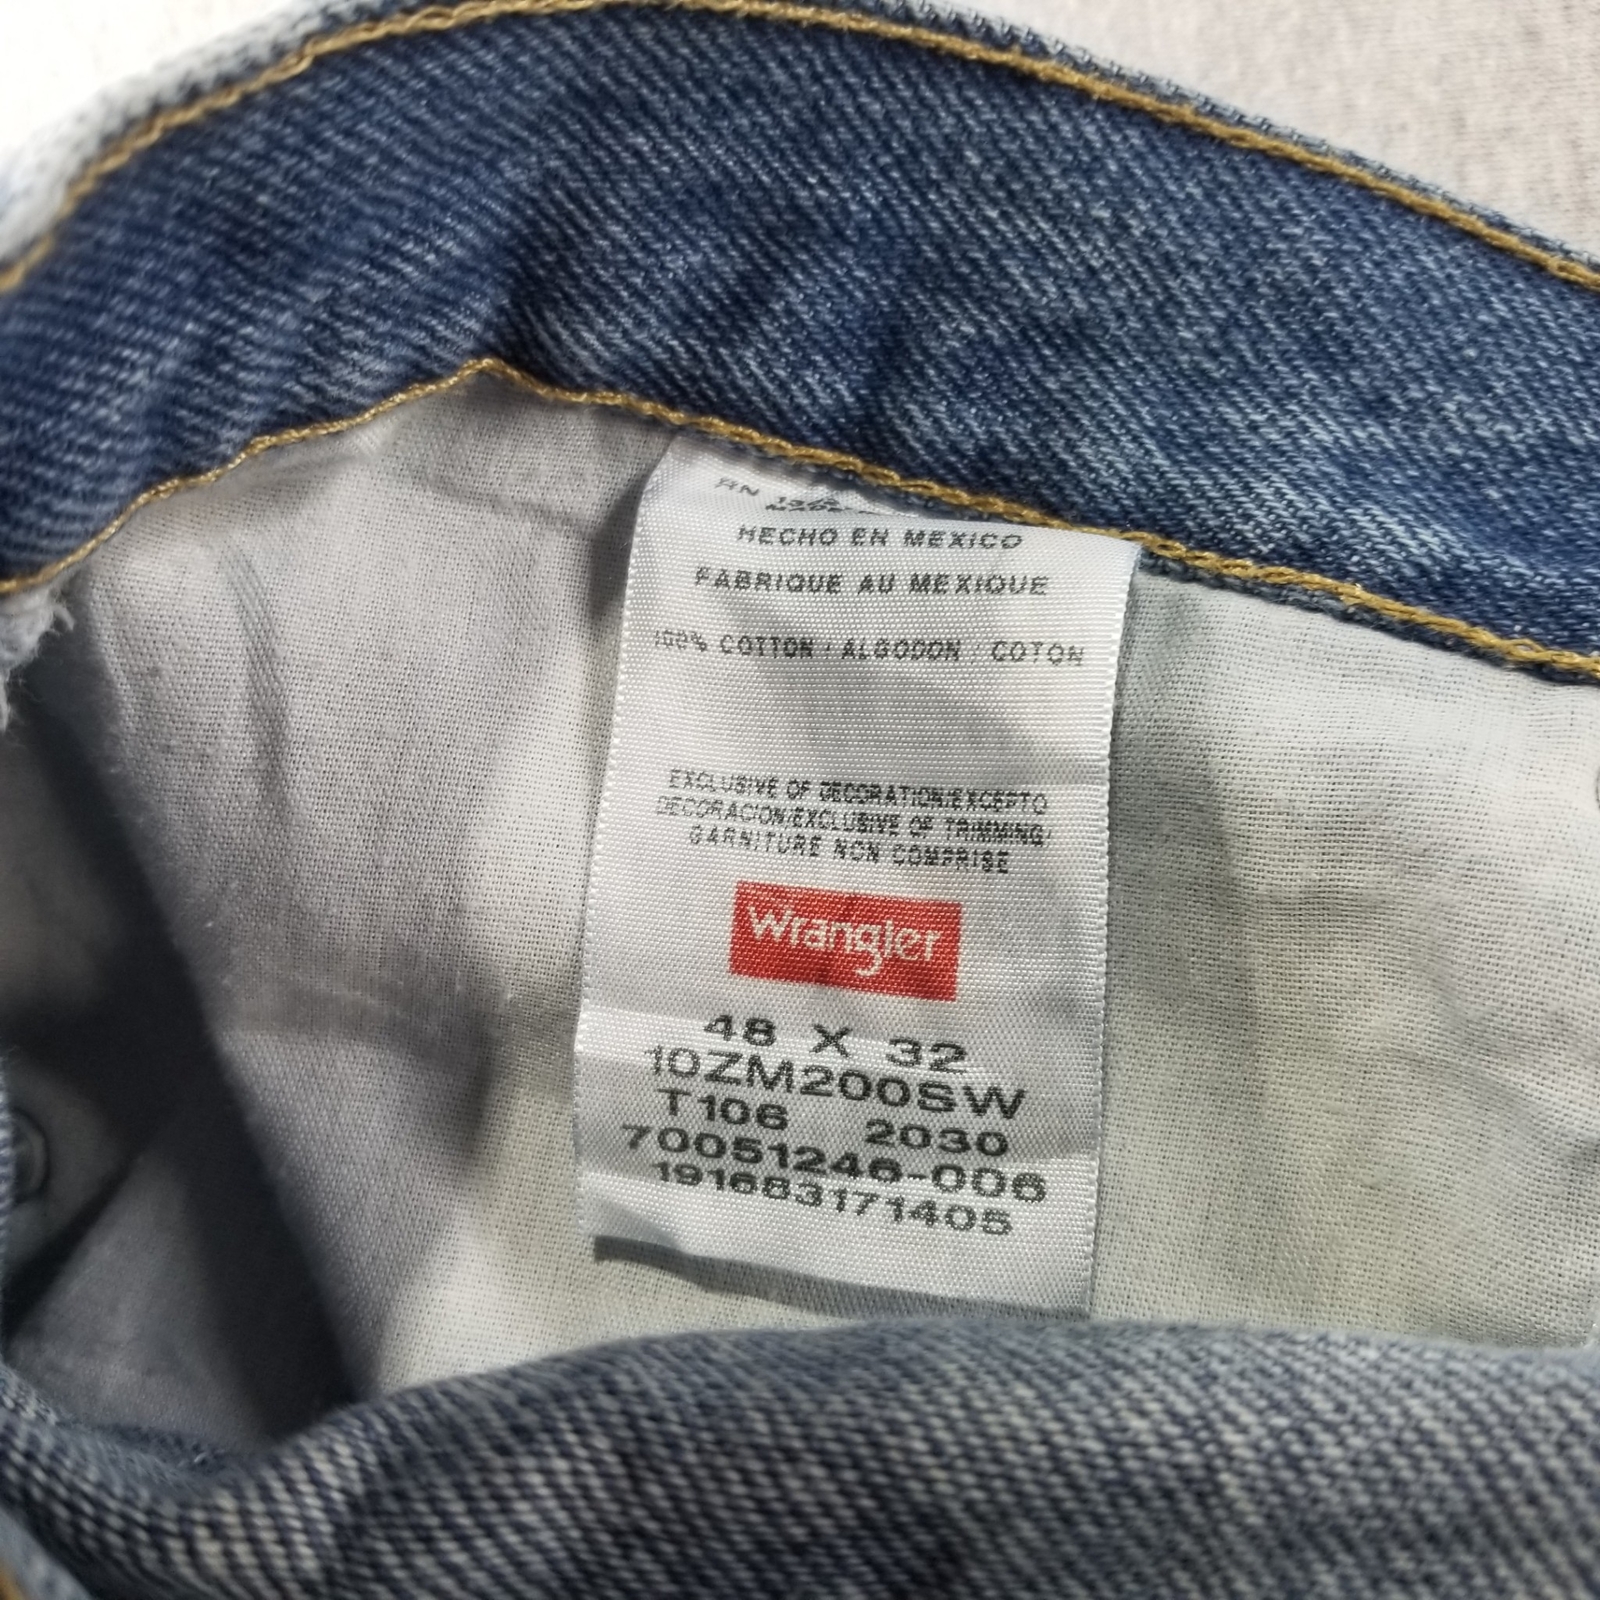 RN
HECHO EN MEXICO
FABRIQUE AU MEXIQUE
100% COTTON / ALGODON / COTON
EXCLUSIVE OF DECORATION/EXCEPTO
DECORACION/EXCLUSIVE OF TRIMMING/
GARNITURE NON COMPRISE
Wrangler
48 X 32
10ZM200SW
T106 2030
70051246-006
191683171405